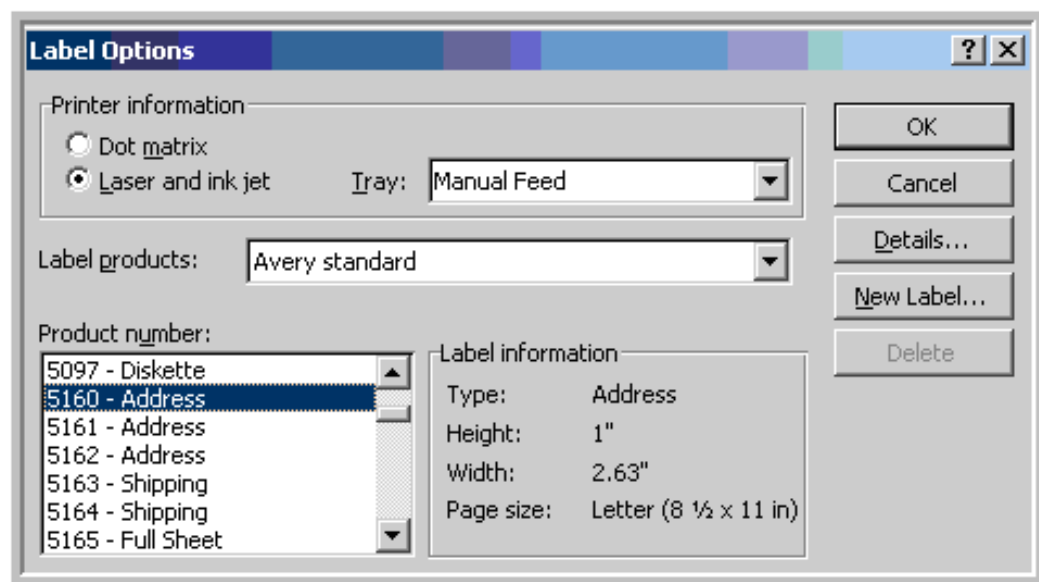 Label Options
Printer information
Dot matrix
Laser and ink jet
Tray:
Manual Feed
Label products:
Avery standard
Product number:
5097 - Diskette
5160 - Address
5161 - Address
5162 - Address
5163 - Shipping
5164 - Shipping
5165 - Full Sheet
Label information
Type: Address
Height: 1"
Width: 2.63"
Page size: Letter (8 ½ x 11 in)
OK
Cancel
Details...
New Label...
Delete